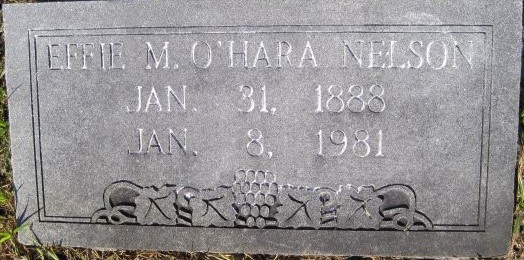 EFFIE M. O'HARA NELSON
JAN. 31, 1888
JAN. 8, 1981